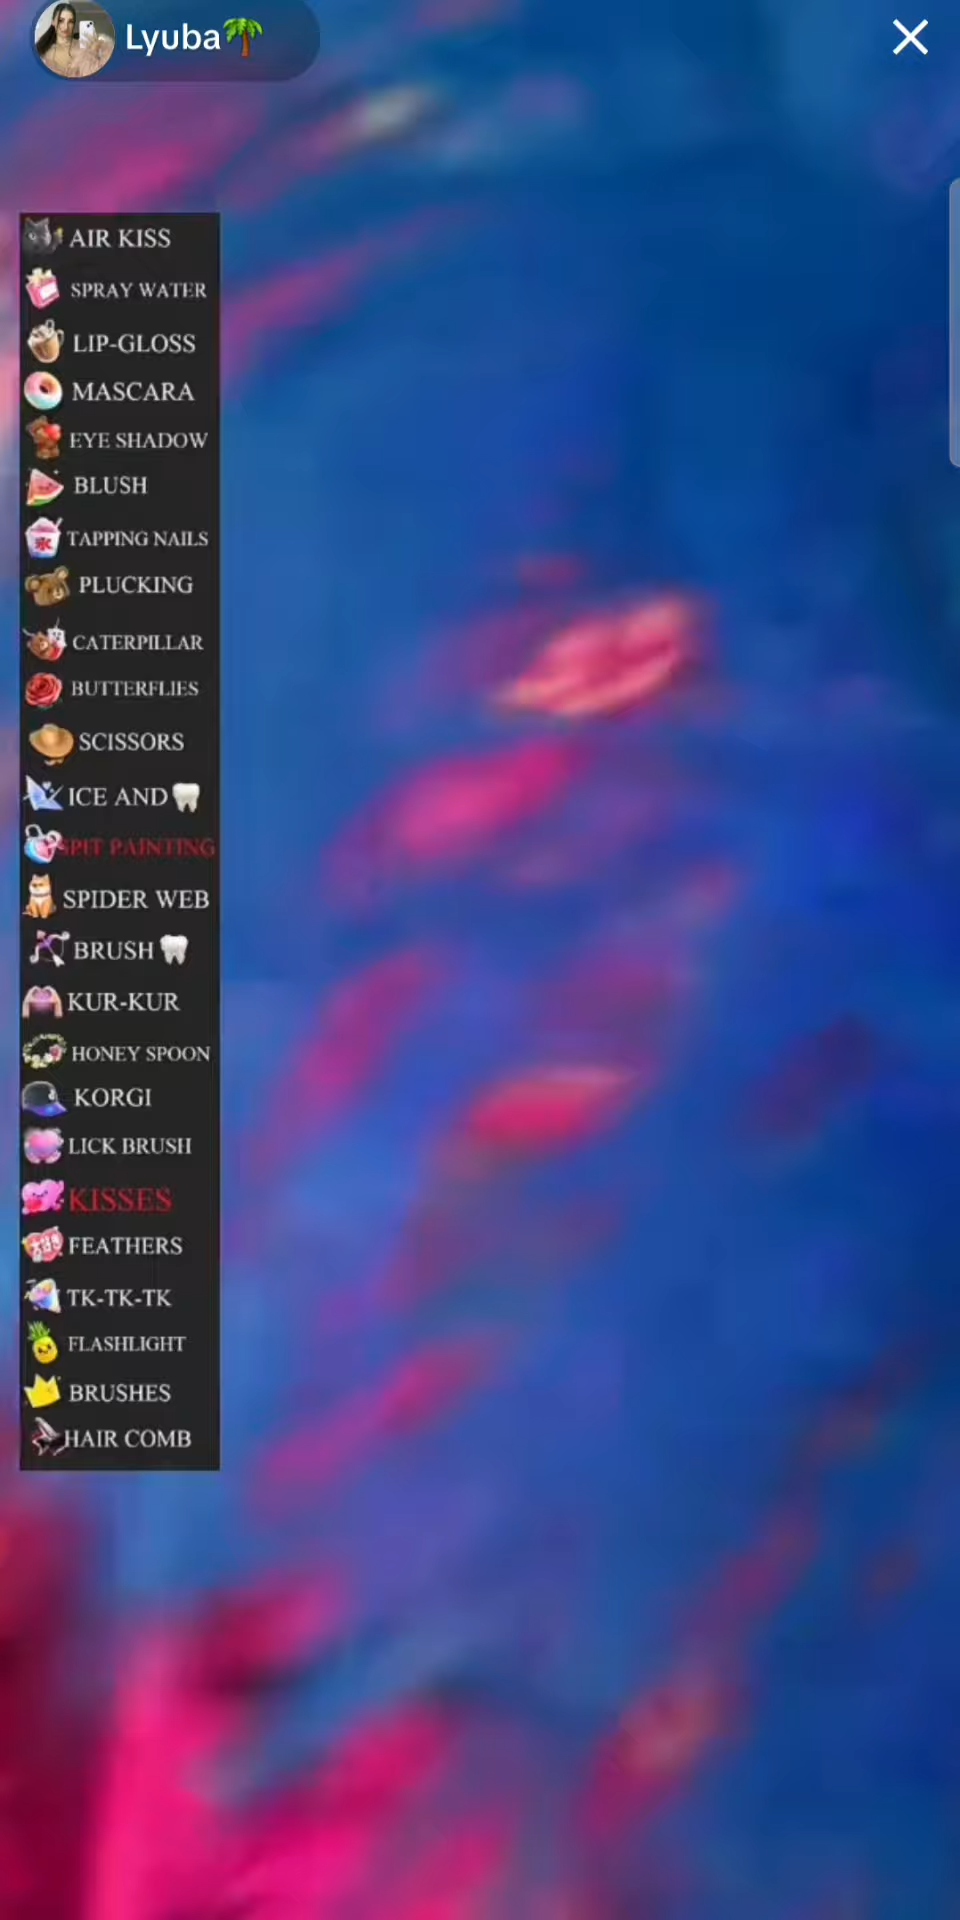 Lyuba🌴
AIR KISS
SPRAY WATER
LIP-GLOSS
MASCARA
EYE SHADOW
BLUSH
TAPPING NAILS
PLUCKING
CATERPILLAR
BUTTERFLIES
SCISSORS
ICE AND🦷
SPIT PAINTING
SPIDER WEB
BRUSH🦷
KUR-KUR
HONEY SPOON
KORGI
LICK BRUSH
KISSES
FEATHERS
TK-TK-TK
FLASHLIGHT
BRUSHES
HAIR COMB